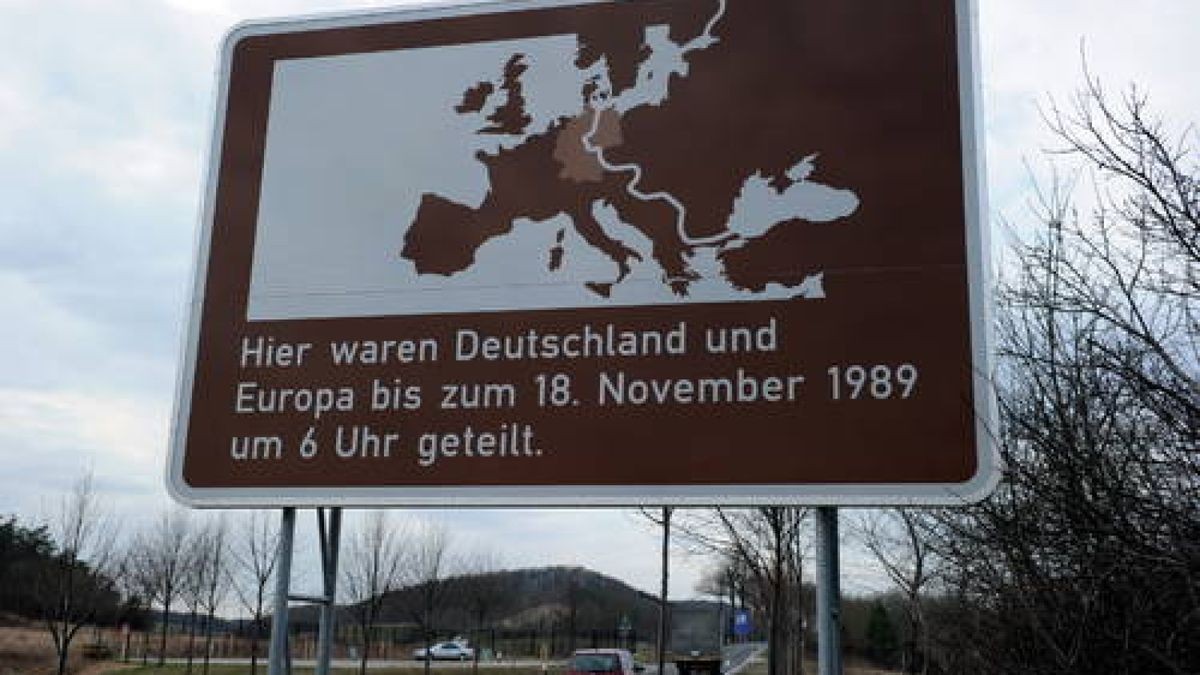 Hier waren Deutschland und
Europa bis zum 18. November 1989
um 6 Uhr geteilt.